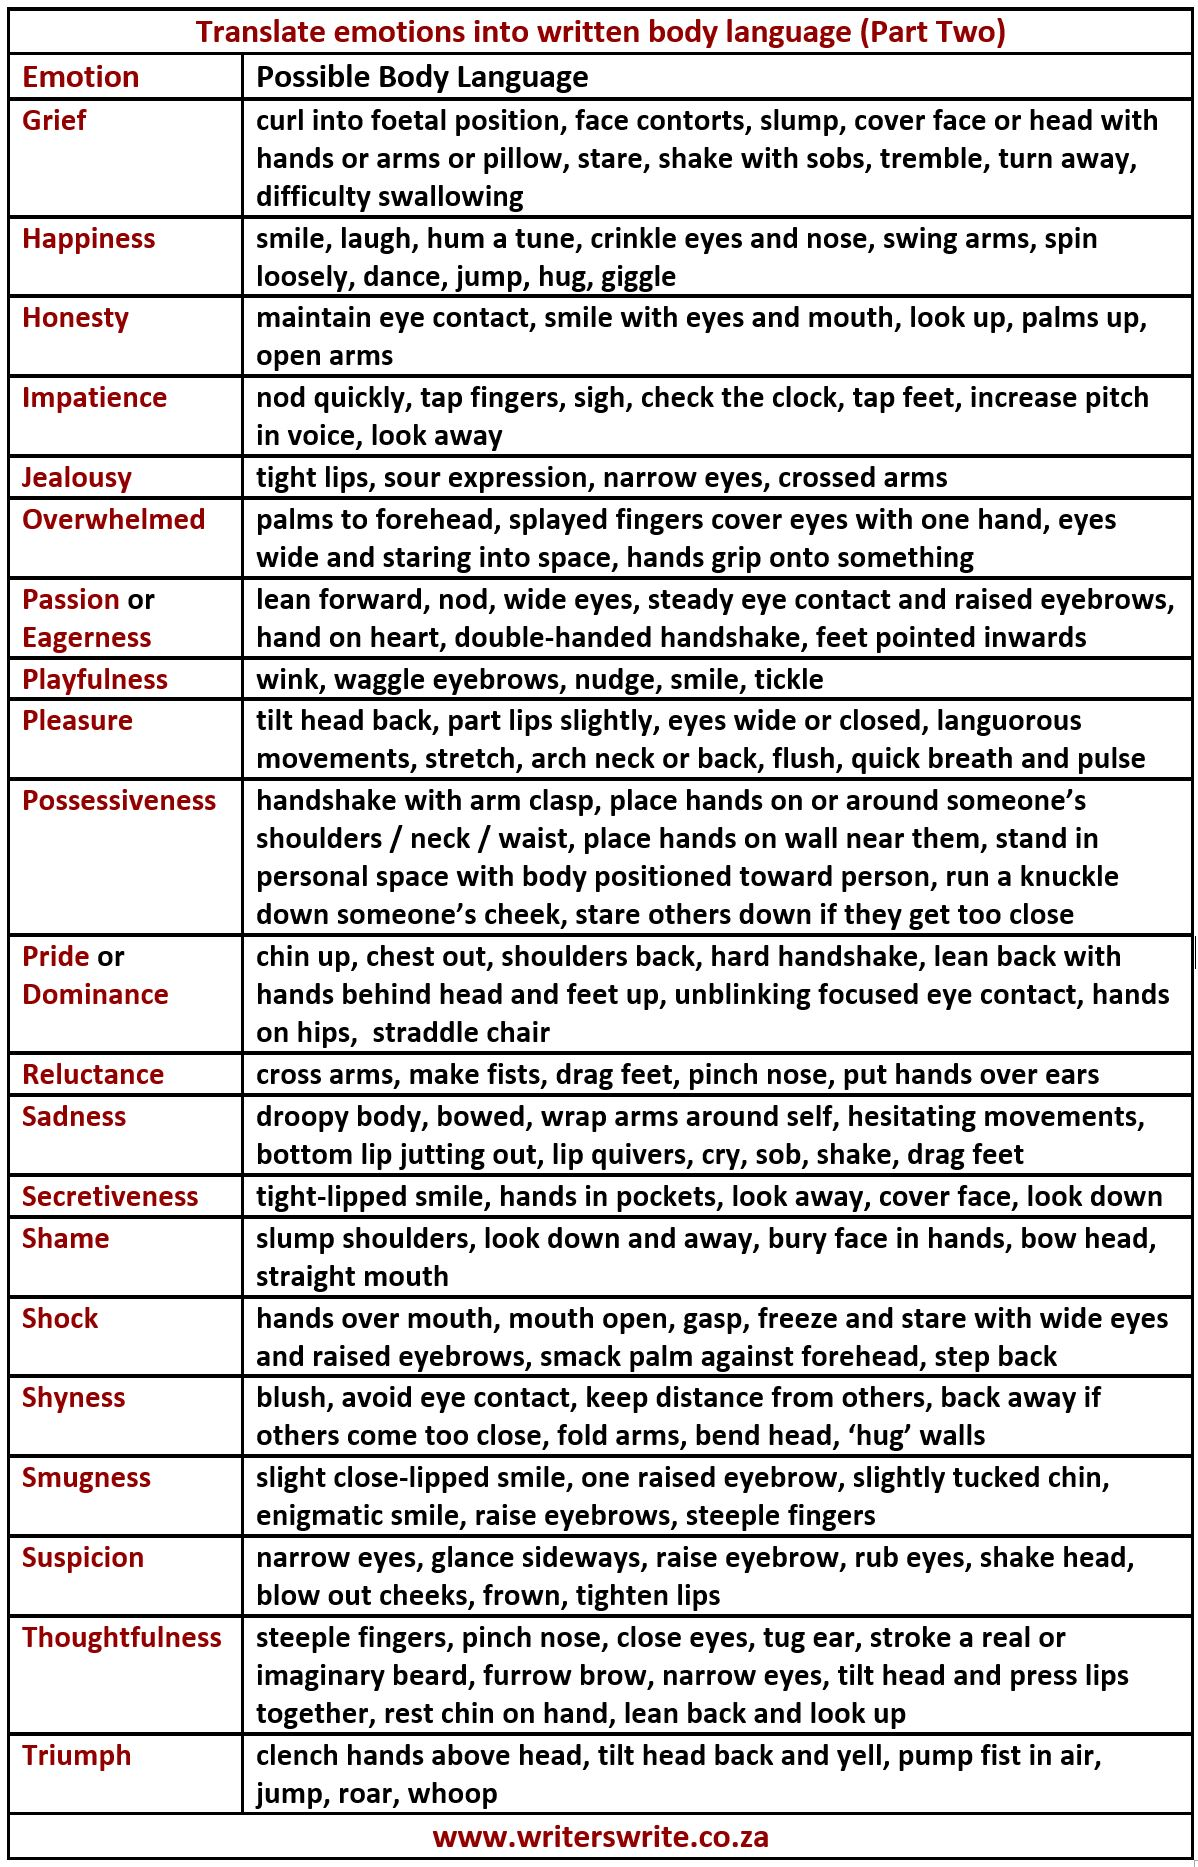 Translate emotions into written body language (Part Two)
Emotion Possible Body Language
Grief curl into foetal position, face contorts, slump, cover face or head with
hands or arms or pillow, stare, shake with sobs, tremble, turn away,
difficulty swallowing
Happiness smile, laugh, hum a tune, crinkle eyes and nose, swing arms, spin
loosely, dance, jump, hug, giggle
Honesty maintain eye contact, smile with eyes and mouth, look up, palms up,
open arms
Impatience nod quickly, tap fingers, sigh, check the clock, tap feet, increase pitch
in voice, look away
Jealousy tight lips, sour expression, narrow eyes, crossed arms
Overwhelmed palms to forehead, splayed fingers cover eyes with one hand, eyes
wide and staring into space, hands grip onto something
Passion or lean forward, nod, wide eyes, steady eye contact and raised eyebrows,
Eagerness hand on heart, double-handed handshake, feet pointed inwards
Playfulness wink, waggle eyebrows, nudge, smile, tickle
Pleasure tilt head back, part lips slightly, eyes wide or closed, languorous
movements, stretch, arch neck or back, flush, quick breath and pulse
Possessiveness handshake with arm clasp, place hands on or around someone’s
shoulders / neck / waist, place hands on wall near them, stand in
personal space with body positioned toward person, run a knuckle
down someone’s cheek, stare others down if they get too close
Pride or chin up, chest out, shoulders back, hard handshake, lean back with
Dominance hands behind head and feet up, unblinking focused eye contact, hands
on hips,  straddle chair
Reluctance cross arms, make fists, drag feet, pinch nose, put hands over ears
Sadness droopy body, bowed, wrap arms around self, hesitating movements,
bottom lip jutting out, lip quivers, cry, sob, shake, drag feet
Secretiveness tight-lipped smile, hands in pockets, look away, cover face, look down
Shame slump shoulders, look down and away, bury face in hands, bow head,
straight mouth
Shock hands over mouth, mouth open, gasp, freeze and stare with wide eyes
and raised eyebrows, smack palm against forehead, step back
Shyness blush, avoid eye contact, keep distance from others, back away if
others come too close, fold arms, bend head, ‘hug’ walls
Smugness slight close-lipped smile, one raised eyebrow, slightly tucked chin,
enigmatic smile, raise eyebrows, steeple fingers
Suspicion narrow eyes, glance sideways, raise eyebrow, rub eyes, shake head,
blow out cheeks, frown, tighten lips
Thoughtfulness steeple fingers, pinch nose, close eyes, tug ear, stroke a real or
imaginary beard, furrow brow, narrow eyes, tilt head and press lips
together, rest chin on hand, lean back and look up
Triumph clench hands above head, tilt head back and yell, pump fist in air,
jump, roar, whoop
www.writerswrite.co.za